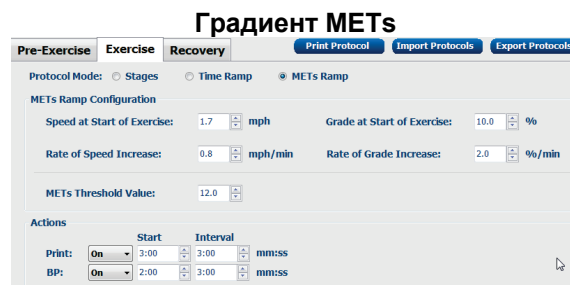 Градиент METs
Pre-Exercise Exercise Recovery Print Protocol Import Protocols Export Protocols
Protocol Mode: Stages Time Ramp METs Ramp
METs Ramp Configuration
Speed at Start of Exercise: 1.7 mph Grade at Start of Exercise: 10.0 %
Rate of Speed Increase: 0.8 mph/min Rate of Grade Increase: 2.0 %/min
METs Threshold Value: 12.0
Actions
Start Interval
Print: On 3:00 3:00 mm:ss
BP: On 2:00 3:00 mm:ss